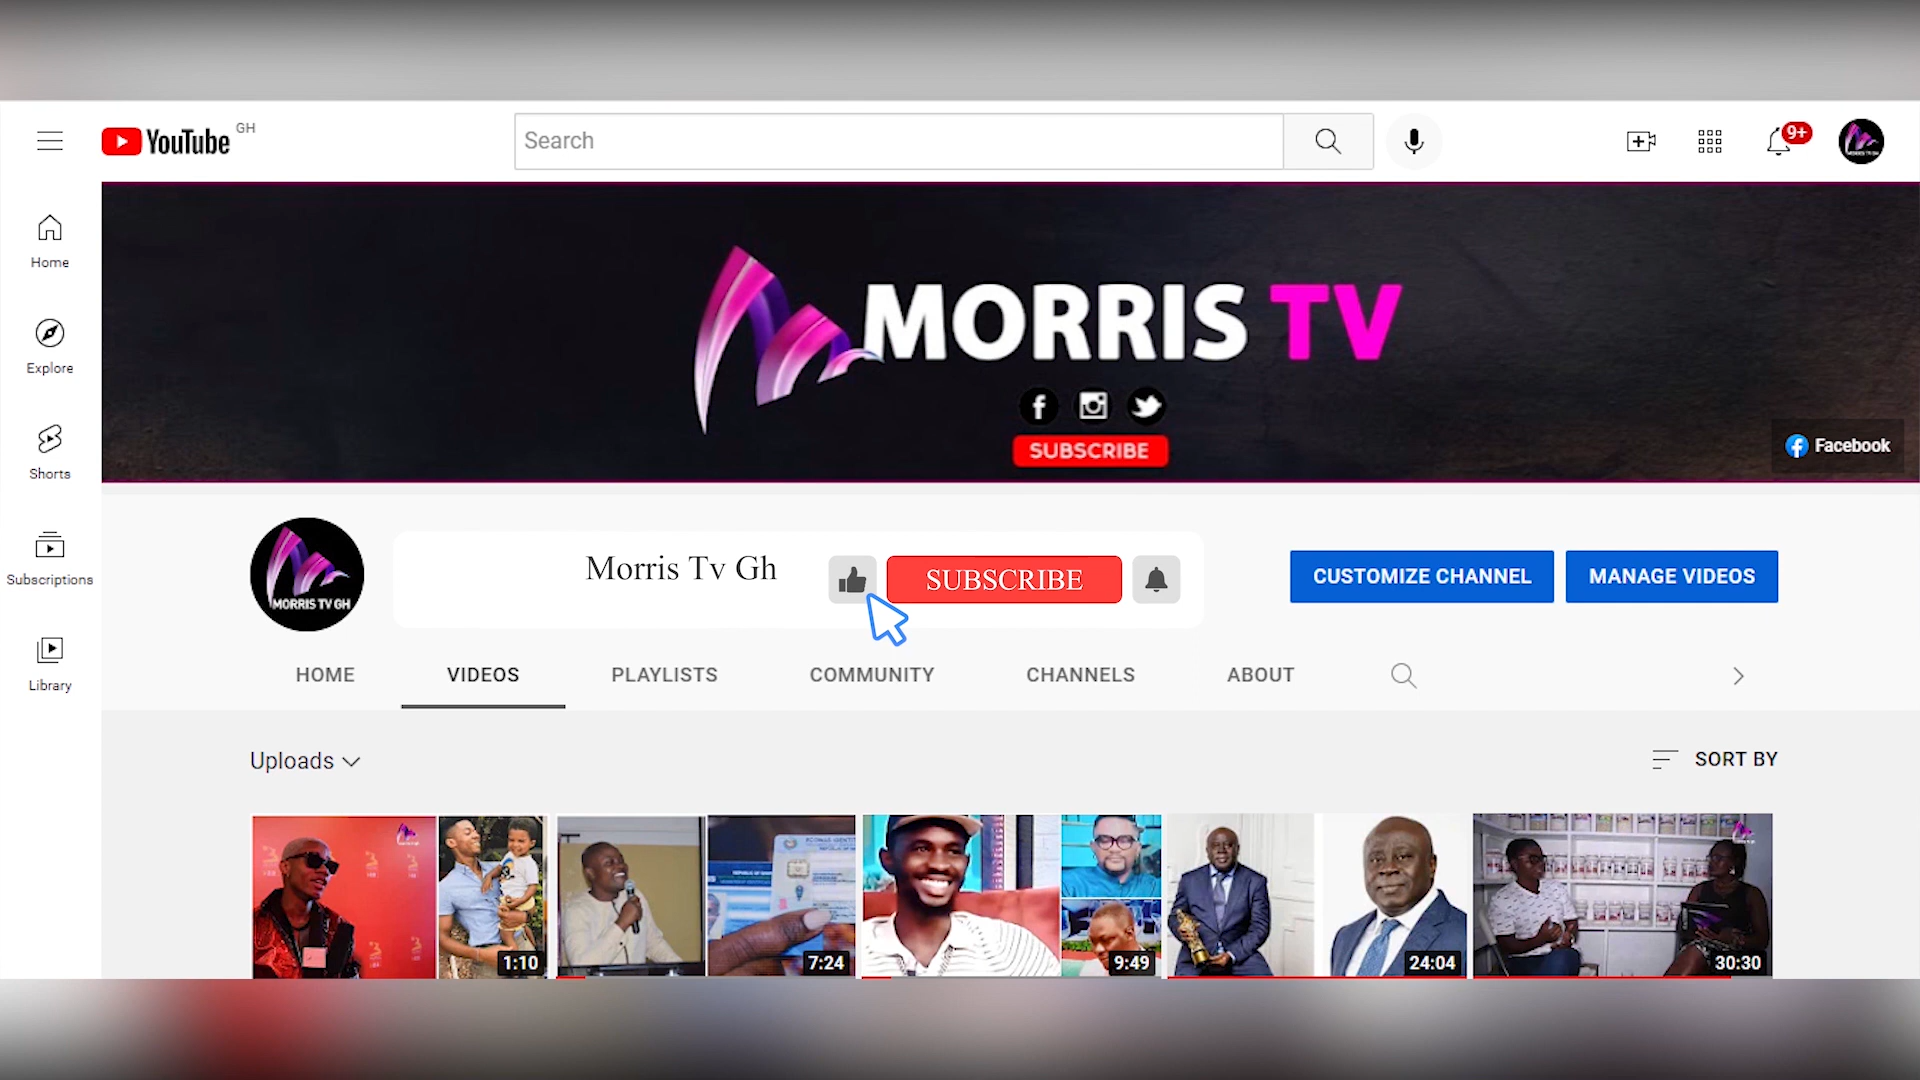 YouTube GH
Search
9+
Home
Explore
Shorts
Subscriptions
Library
MORRIS TV
SUBSCRIBE
Facebook
MORRIS TV GH
Morris Tv Gh
SUBSCRIBE
CUSTOMIZE CHANNEL
MANAGE VIDEOS
HOME
VIDEOS
PLAYLISTS
COMMUNITY
CHANNELS
ABOUT
Uploads
SORT BY
1:10
7:24
9:49
24:04
30:30